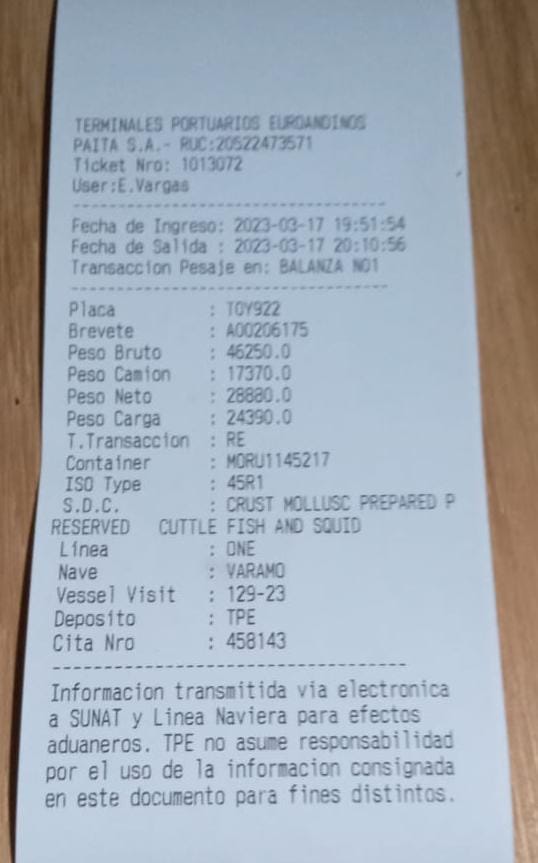 TERMINALES PORTUARIOS EUROANDINOS
PAITA S.A.- RUC:20522473571
Ticket Nro: 1013072
User:E.Vargas
--------------------------------
Fecha de Ingreso: 2023-03-17 19:51:54
Fecha de Salida : 2023-03-17 20:10:56
Transaccion Pesaje en: BALANZA NO1
--------------------------------
Placa : TOY922
Brevete : A00206175
Peso Bruto : 46250.0
Peso Camion : 17370.0
Peso Neto : 28880.0
Peso Carga : 24390.0
T.Transaccion : RE
Container : MORU1145217
ISO Type : 45R1
S.D.C. : CRUST MOLLUSC PREPARED P
RESERVED CUTTLE FISH AND SQUID
Linea : ONE
Nave : VARAMO
Vessel Visit : 129-23
Deposito : TPE
Cita Nro : 458143
--------------------------------
Informacion transmitida via electronica
a SUNAT y Linea Naviera para efectos
aduaneros. TPE no asume responsabilidad
por el uso de la informacion consignada
en este documento para fines distintos.